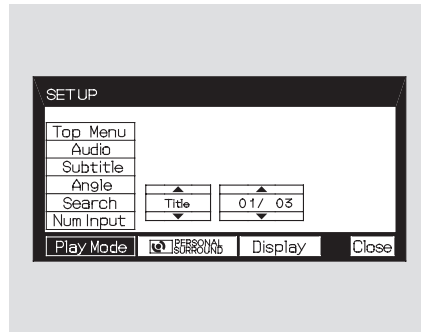 SETUP
Top Menu
Audio
Subtitle
Angle
Search
Num Input
Title
01/ 03
Play Mode
PERSONAL
SURROUND
Display
Close